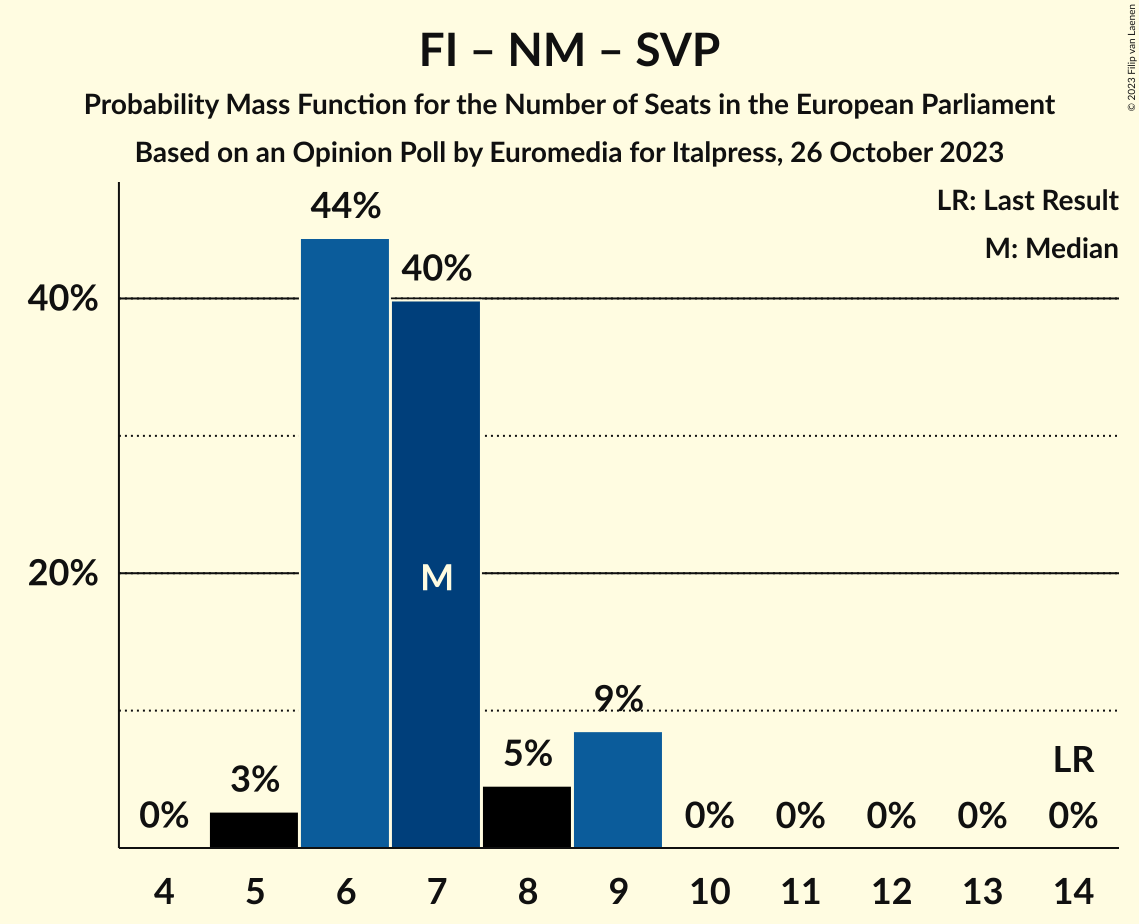 FI – NM – SVP
Probability Mass Function for the Number of Seats in the European Parliament
Based on an Opinion Poll by Euromedia for Italpress, 26 October 2023
© 2023 Filip van Laenen
LR: Last Result
M: Median
44%
40%
40%
20%
M
9%
5%
3%
LR
0%
0% 0% 0% 0% 0%
4 5 6 7 8 9 10 11 12 13 14